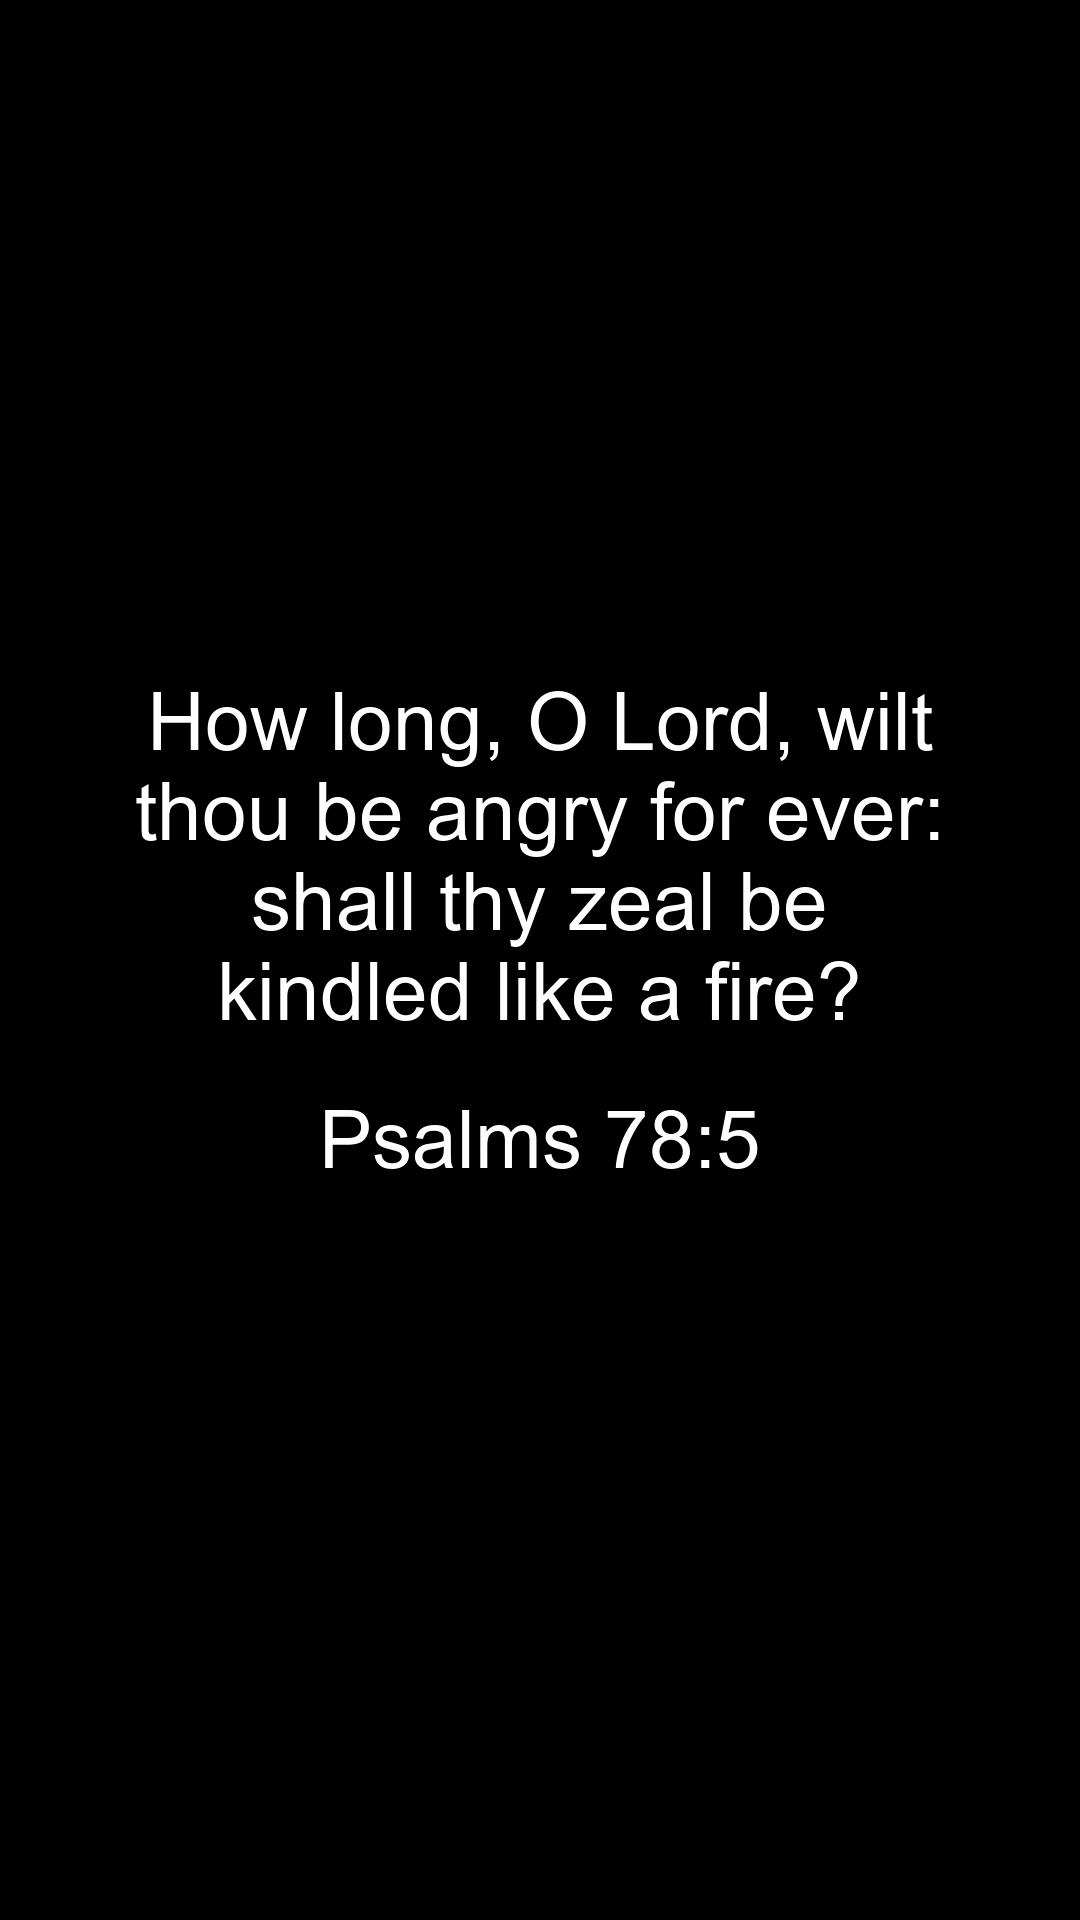 How long, O Lord, wilt
thou be angry for ever:
shall thy zeal be
kindled like a fire?
Psalms 78:5